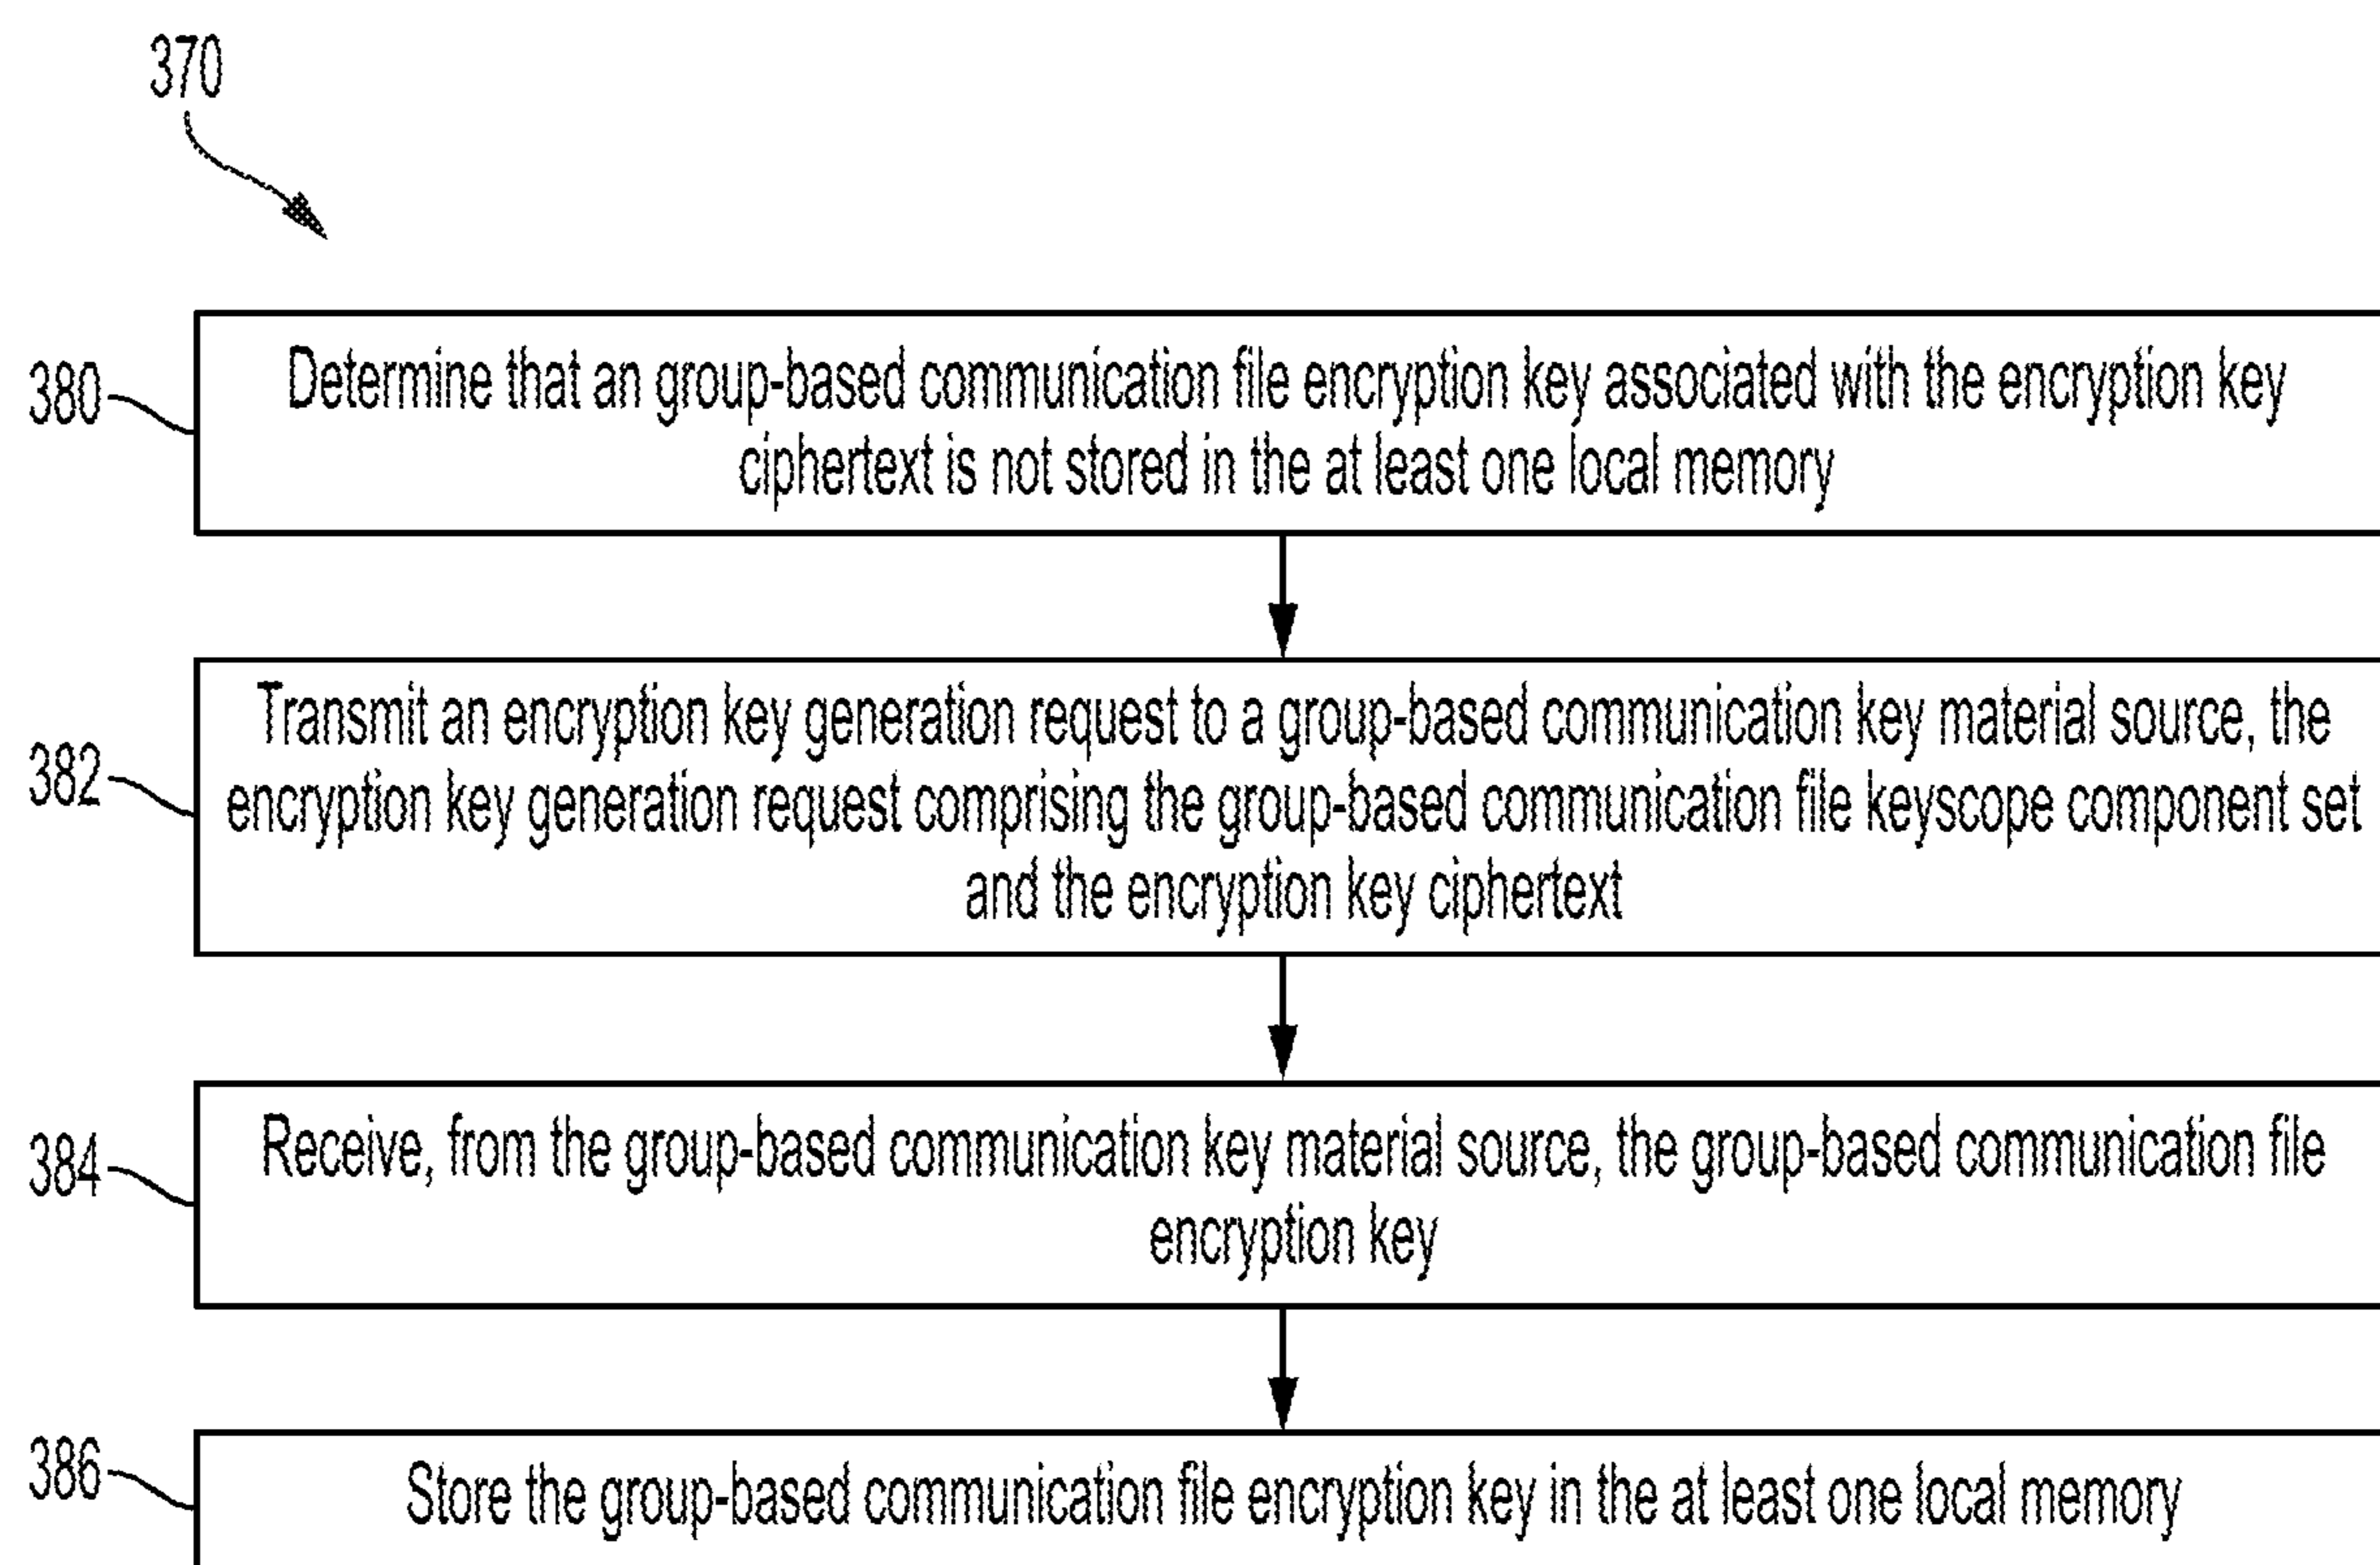 370
380
Determine that an group-based communication file encryption key associated with the encryption key
ciphertext is not stored in the at least one local memory
382
Transmit an encryption key generation request to a group-based communication key material source, the
encryption key generation request comprising the group-based communication file keyscope component set
and the encryption key ciphertext
384
Receive, from the group-based communication key material source, the group-based communication file
encryption key
386
Store the group-based communication file encryption key in the at least one local memory